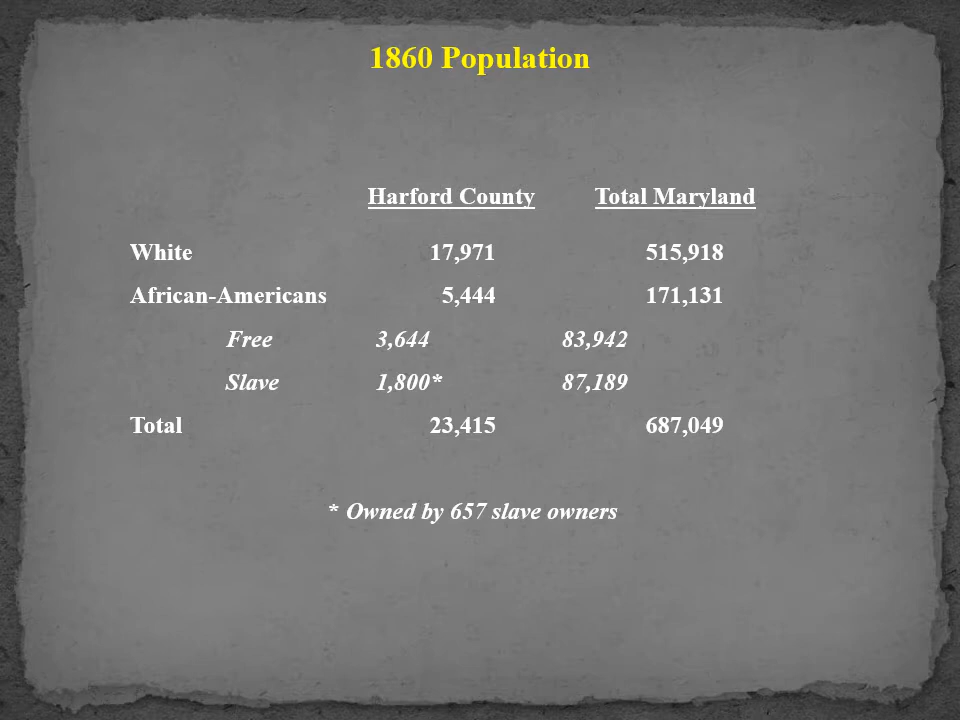 1860 Population
Harford County Total Maryland
White 17,971 515,918
African-Americans 5,444 171,131
Free 3,644 83,942
Slave 1,800* 87,189
Total 23,415 687,049
* Owned by 657 slave owners